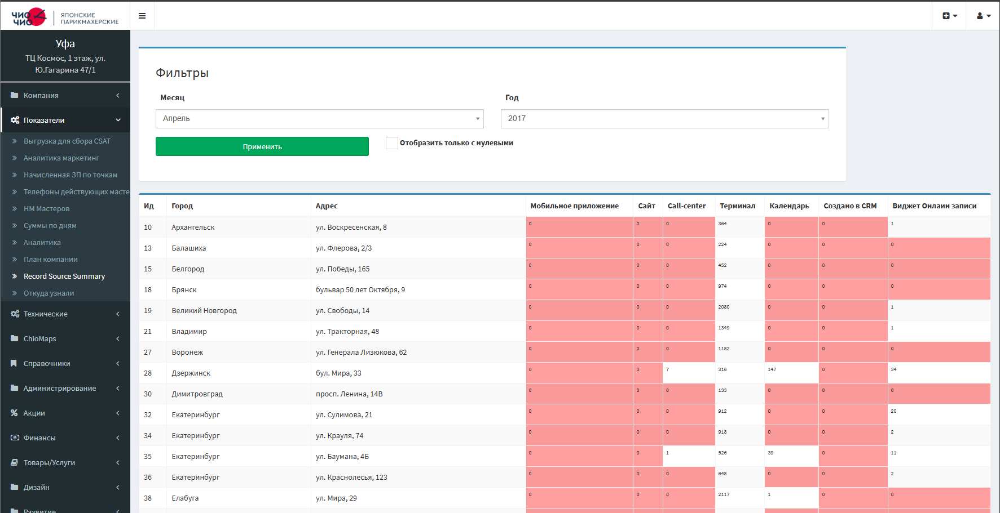 ЧИО ЧИО
ЯПОНСКИЕ ПАРИКМАХЕРСКИЕ
Уфа
ТЦ Космос, 1 этаж, ул.
Ю.Гагарина 47/1
Компания
Показатели
Выгрузка для сбора CSAT
Аналитика маркетинг
Начисленная ЗП по точкам
Телефоны действующих масте
НМ Мастеров
Суммы по дням
Аналитика
План компании
Record Source Summary
Откуда узнали
Технические
ChioMaps
Справочники
Администрирование
Акции
Финансы
Товары/Услуги
Дизайн
Развитие
Фильтры
Месяц Год
Апрель 2017
Применить Отобразить только с нулевыми
Ид Город Адрес Мобильное приложение Сайт Call-center Терминал Календарь Создано в CRM Виджет Онлаин записи
10 Архангельск ул. Воскресенская, 8 0 0 0 364 0 0 1
13 Балашиха ул. Флерова, 2/3 0 0 0 224 0 0 0
15 Белгород ул. Победы, 165 0 0 0 452 0 0 0
18 Брянск бульвар 50 лет Октября, 9 0 0 0 974 0 0 0
19 Великий Новгород ул. Свободы, 14 0 0 0 2080 0 0 1
21 Владимир ул. Тракторная, 48 0 0 0 1349 0 0 1
27 Воронеж ул. Генерала Лизюкова, 62 0 0 0 1182 0 0 0
28 Дзержинск бул. Мира, 33 0 0 7 316 147 0 34
30 Димитровград просп. Ленина, 14В 0 0 0 133 0 0 0
32 Екатеринбург ул. Сулимова, 21 0 0 0 912 0 0 20
34 Екатеринбург ул. Крауля, 74 0 0 0 918 0 0 2
35 Екатеринбург ул. Баумана, 4Б 0 0 1 526 39 0 11
36 Екатеринбург ул. Краснолесья, 123 0 0 0 648 0 0 2
38 Елабуга ул. Мира, 29 0 0 0 2117 1 0 0